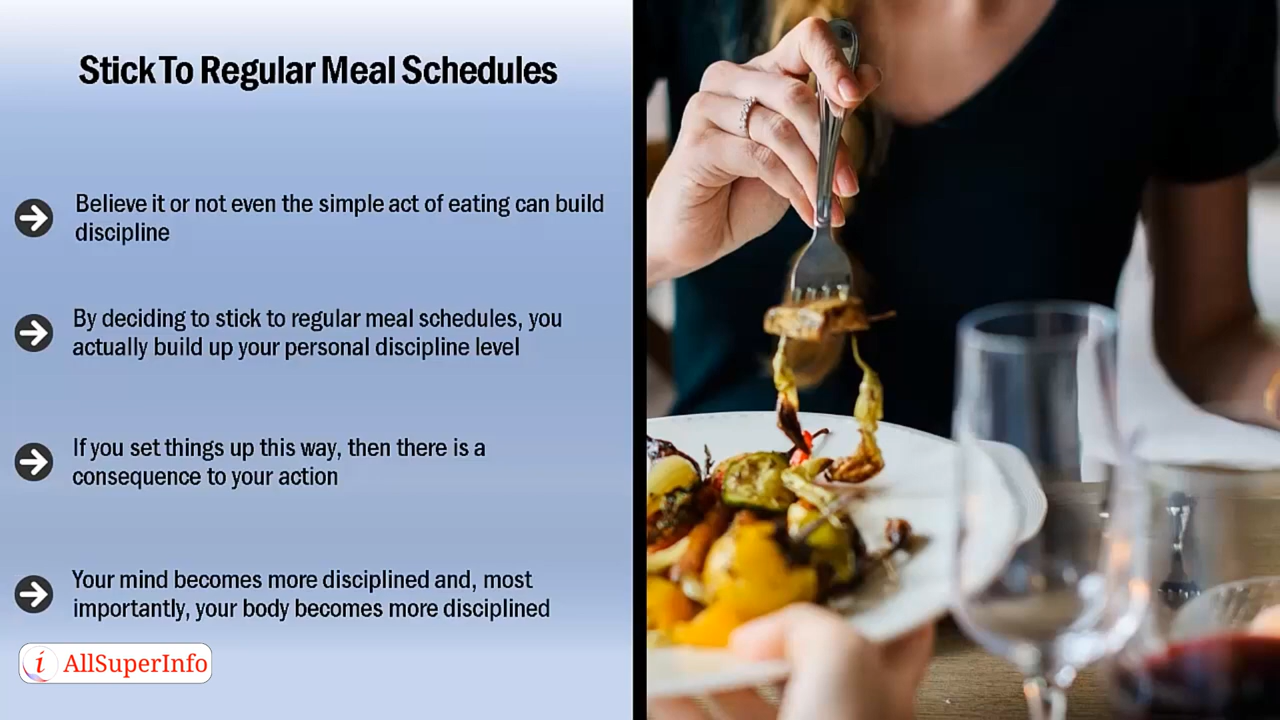 Stick To Regular Meal Schedules
Believe it or not even the simple act of eating can build
discipline
By deciding to stick to regular meal schedules, you
actually build up your personal discipline level
If you set things up this way, then there is a
consequence to your action
Your mind becomes more disciplined and, most
importantly, your body becomes more disciplined
i AllSuperInfo